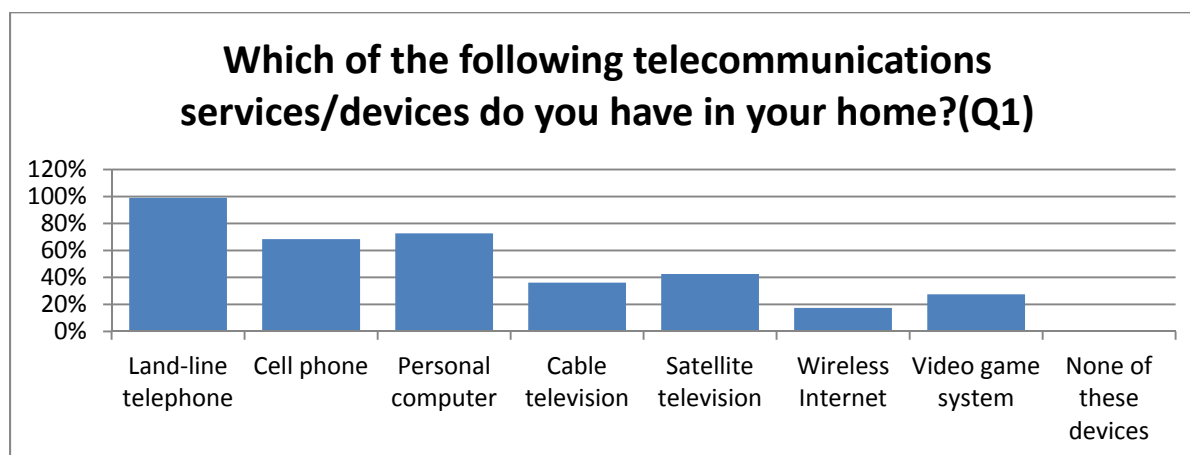 Which of the following telecommunications
services/devices do you have in your home?(Q1)
120%
100%
80%
60%
40%
20%
0%
Land-line
telephone
Cell phone
Personal
computer
Cable
television
Satellite
television
Wireless
Internet
Video game
system
None of
these
devices